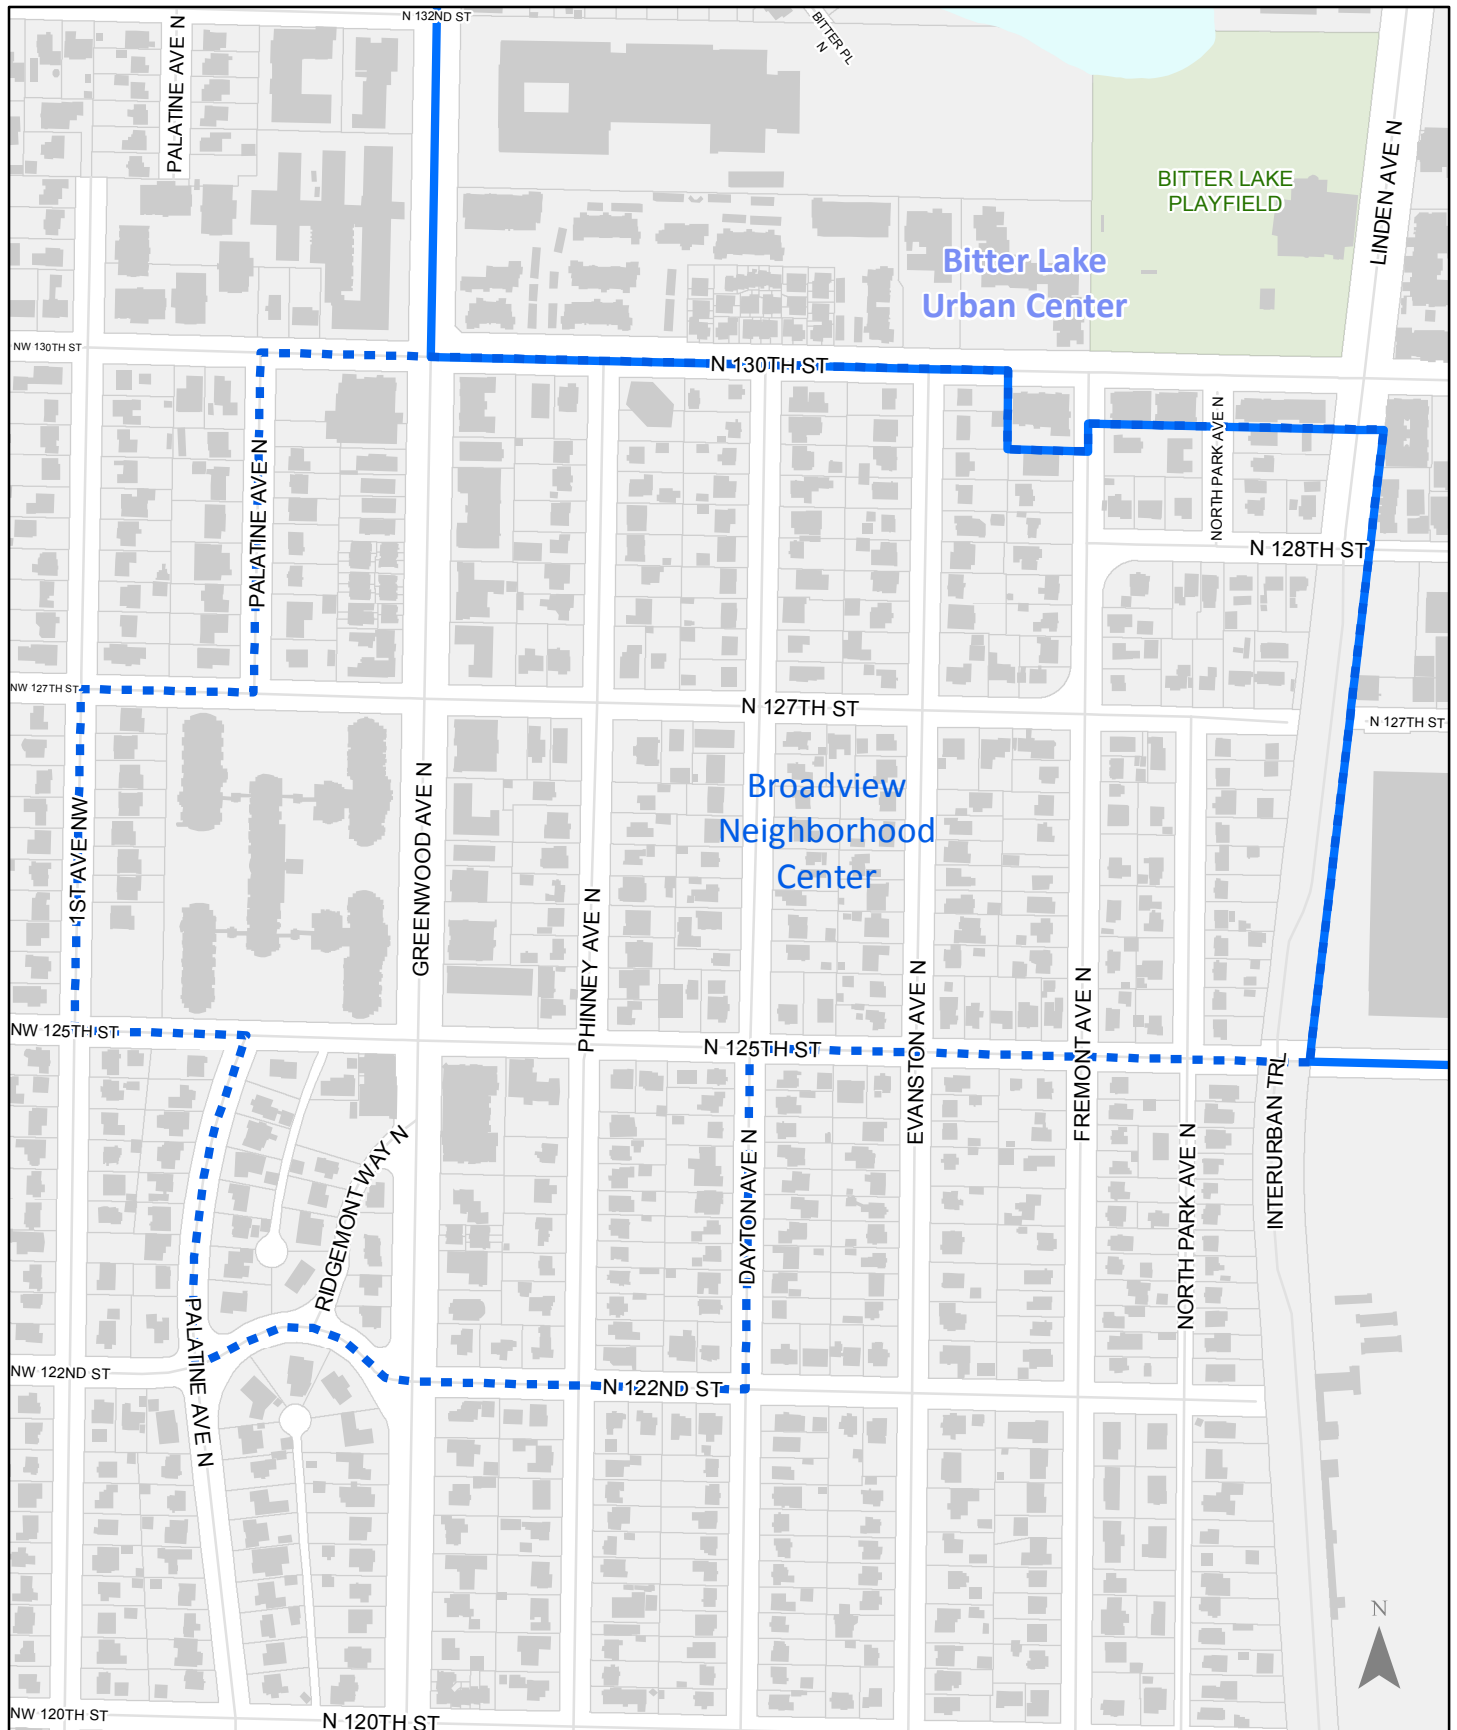 N 132ND ST
PALATINE AVE N
BITTER PL
N
LINDEN AVE N
BITTER LAKE
PLAYFIELD
Bitter Lake
Urban Center
NW 130TH ST
N 130TH ST
PALATINE AVE N
NORTH PARK AVE N
N 128TH ST
NW 127TH ST
N 127TH ST
N 127TH ST
Broadview
Neighborhood
Center
1ST AVE NW
GREENWOOD AVE N
PHINNEY AVE N
EVANSTON AVE N
FREMONT AVE N
NW 125TH ST
N 125TH ST
INTERURBAN TRL
RIDGEMONT WAY N
DAYTON AVE N
NORTH PARK AVE N
PALATINE AVE N
NW 122ND ST
N 122ND ST
N
NW 120TH ST
N 120TH ST